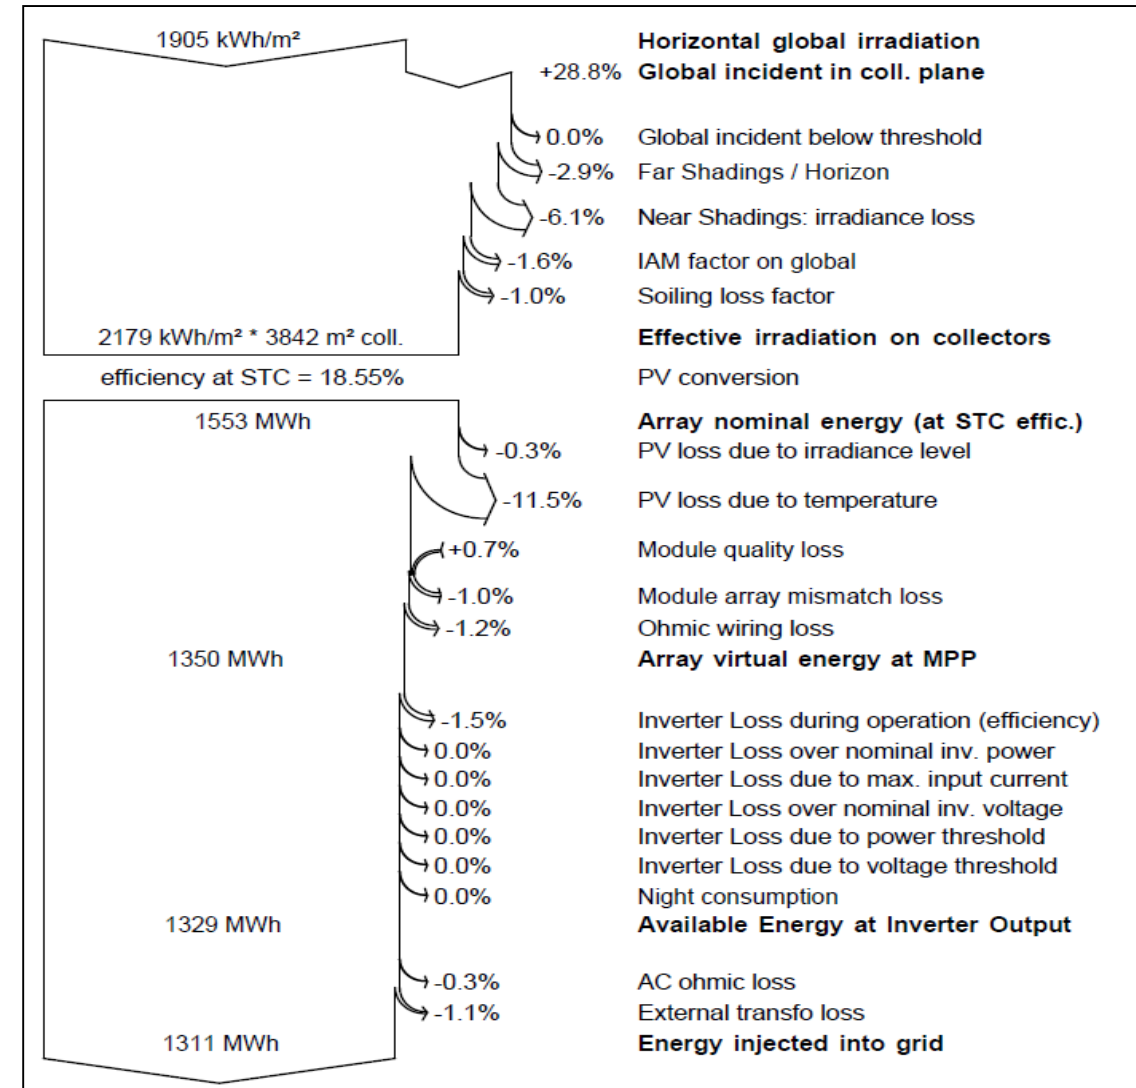 1905 kWh/m² Horizontal global irradiation
+28.8% Global incident in coll. plane
0.0% Global incident below threshold
-2.9% Far Shadings / Horizon
-6.1% Near Shadings: irradiance loss
-1.6% IAM factor on global
-1.0% Soiling loss factor
2179 kWh/m² * 3842 m² coll. Effective irradiation on collectors
efficiency at STC = 18.55% PV conversion
1553 MWh Array nominal energy (at STC effic.)
-0.3% PV loss due to irradiance level
-11.5% PV loss due to temperature
+0.7% Module quality loss
-1.0% Module array mismatch loss
-1.2% Ohmic wiring loss
1350 MWh Array virtual energy at MPP
-1.5% Inverter Loss during operation (efficiency)
0.0% Inverter Loss over nominal inv. power
0.0% Inverter Loss due to max. input current
0.0% Inverter Loss over nominal inv. voltage
0.0% Inverter Loss due to power threshold
0.0% Inverter Loss due to voltage threshold
0.0% Night consumption
1329 MWh Available Energy at Inverter Output
-0.3% AC ohmic loss
-1.1% External transfo loss
1311 MWh Energy injected into grid